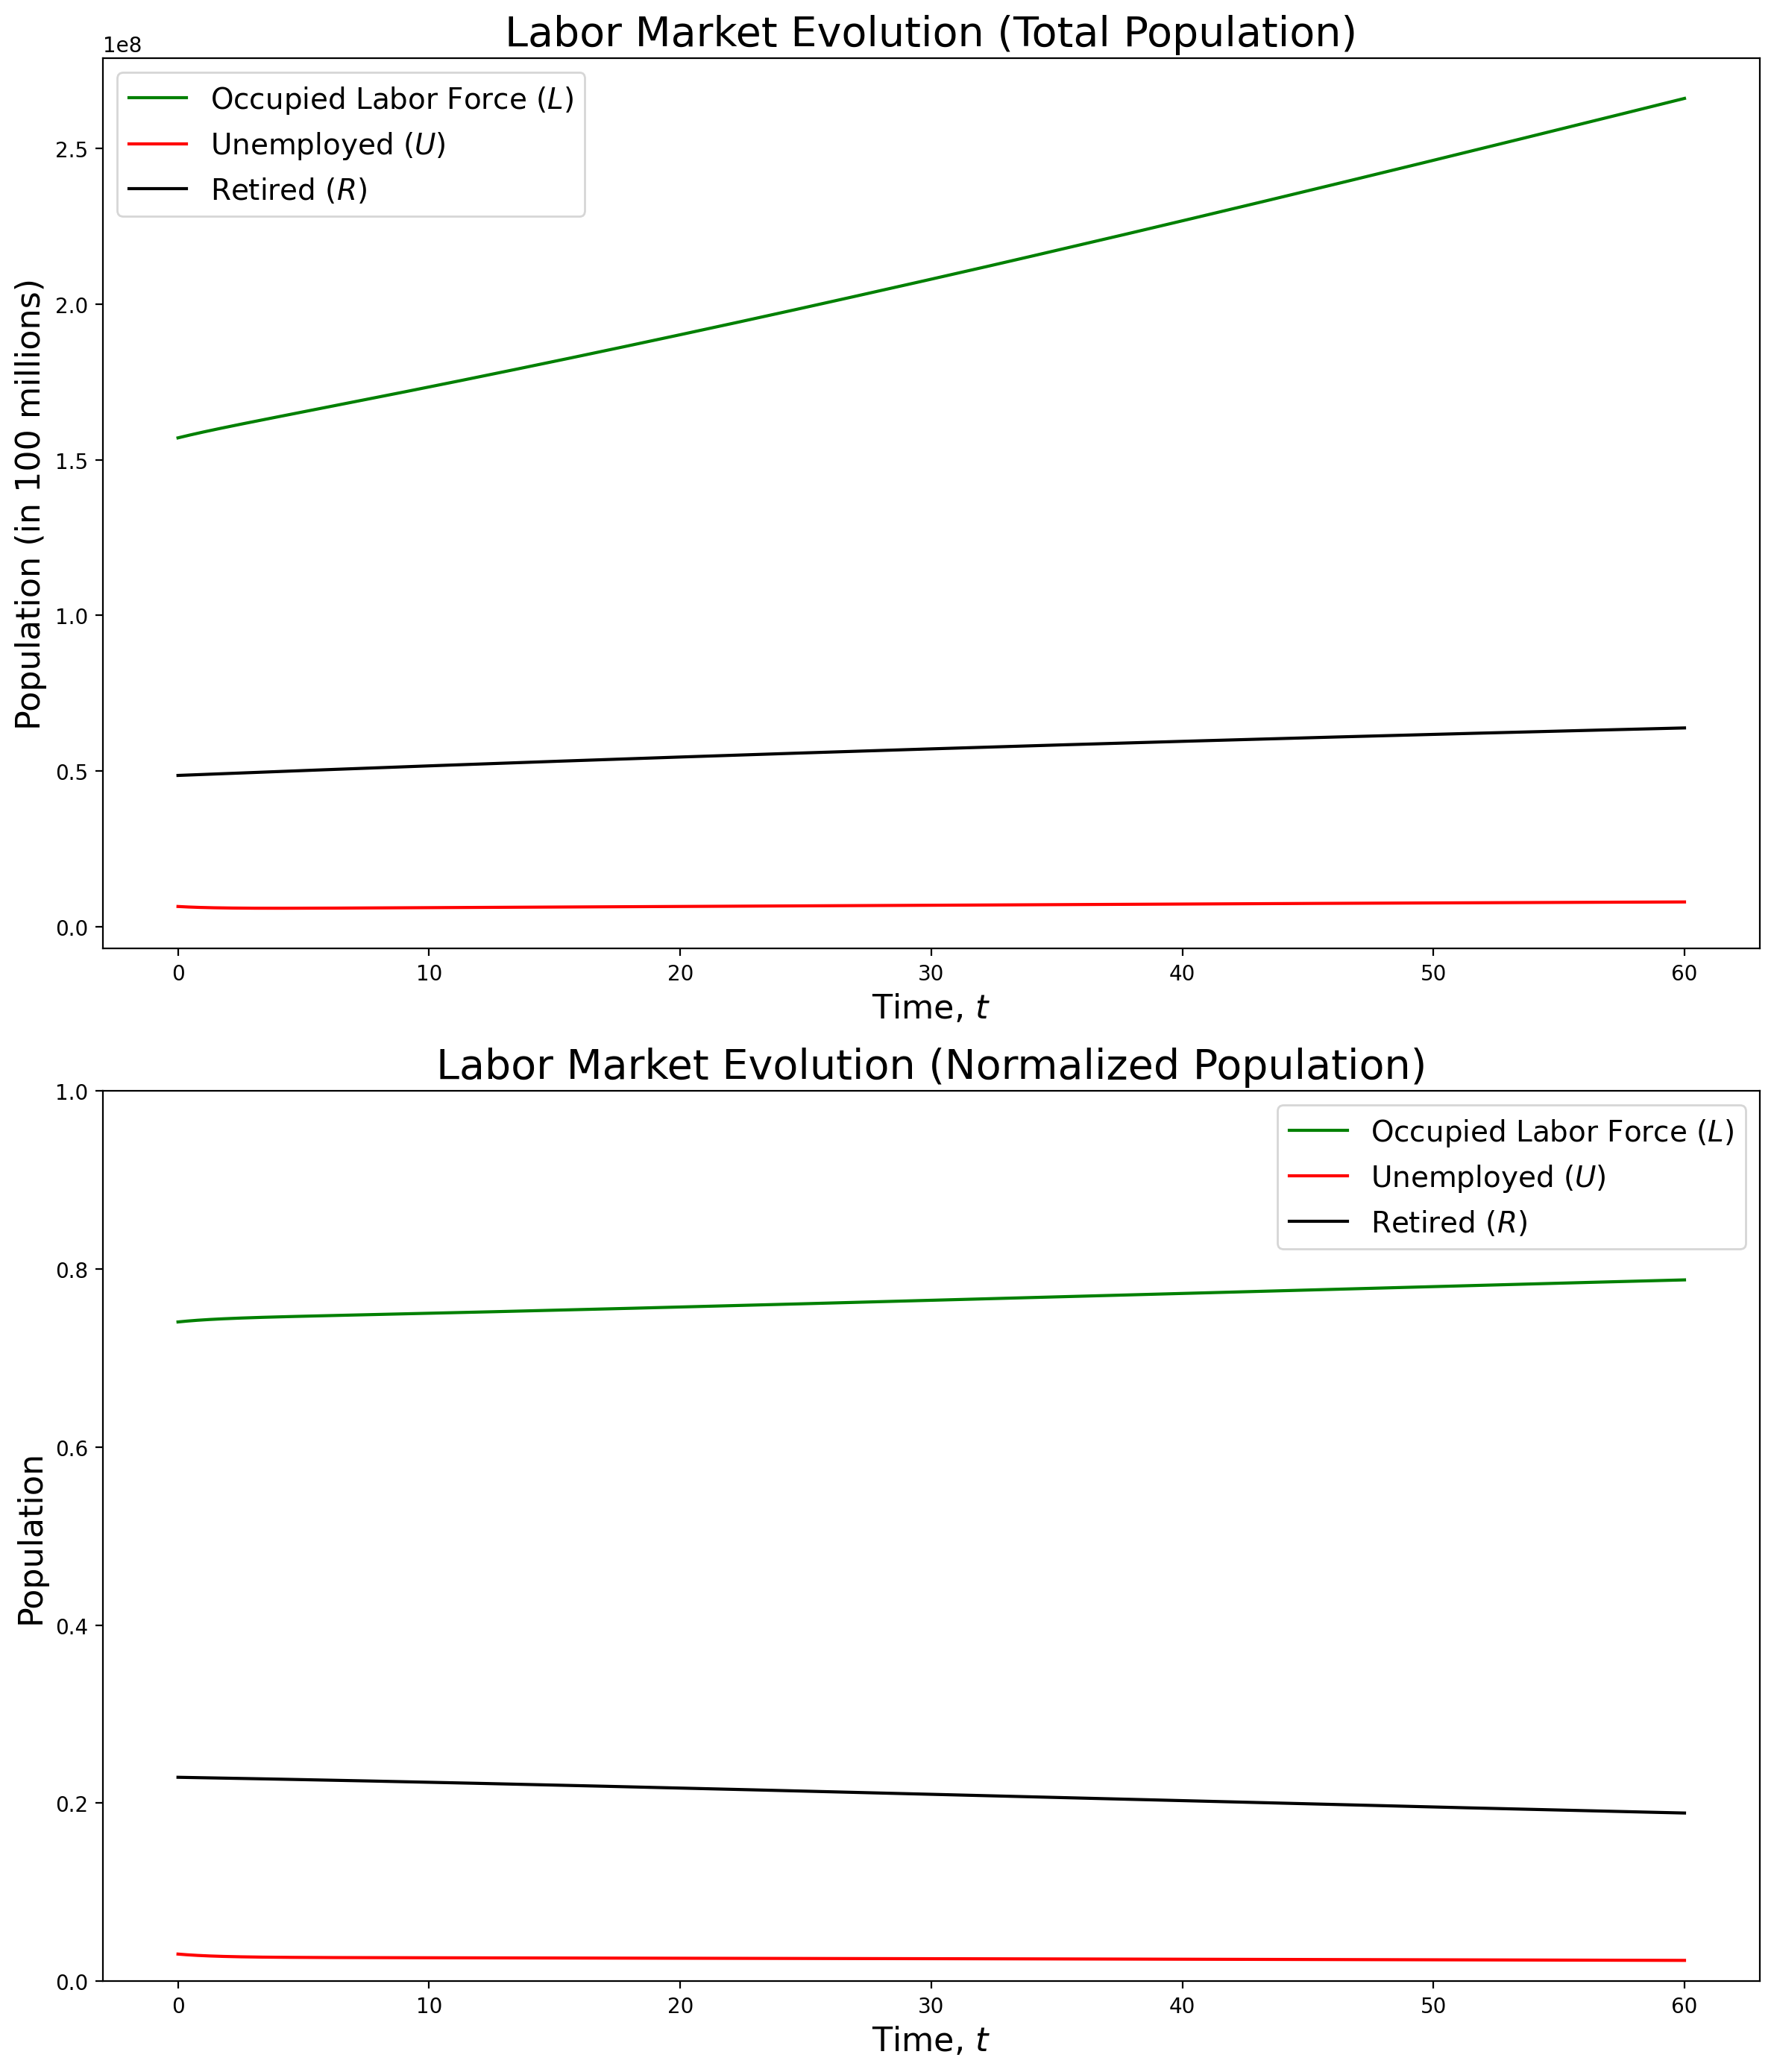 Labor Market Evolution (Total Population)
1e8
Occupied Labor Force (L)
Unemployed (U)
Retired (R)
Population (in 100 millions)
2.5
2.0
1.5
1.0
0.5
0.0
0 10 20 30 40 50 60
Time, t
Labor Market Evolution (Normalized Population)
Occupied Labor Force (L)
Unemployed (U)
Retired (R)
Population
1.0
0.8
0.6
0.4
0.2
0.0
0 10 20 30 40 50 60
Time, t